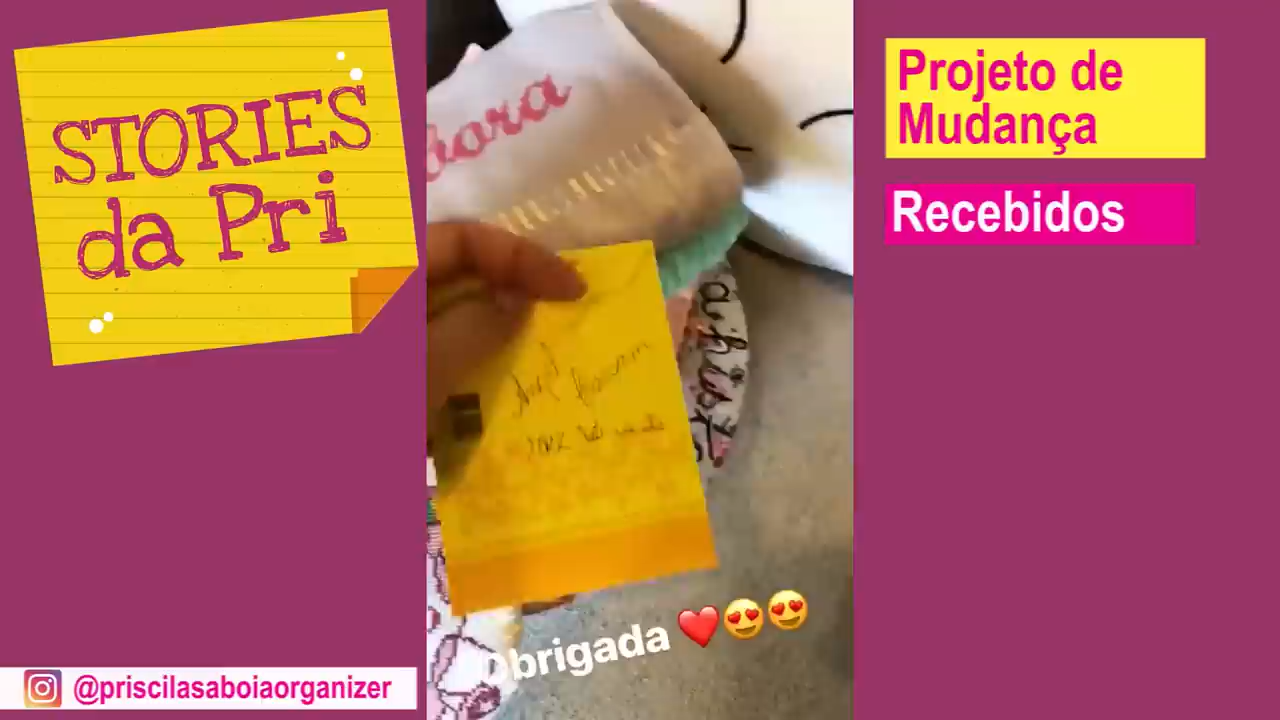 STORIES
da Pri
Projeto de
Mudança
Recebidos
Obrigada ❤️😍😍
@priscilasaboiaorganizer